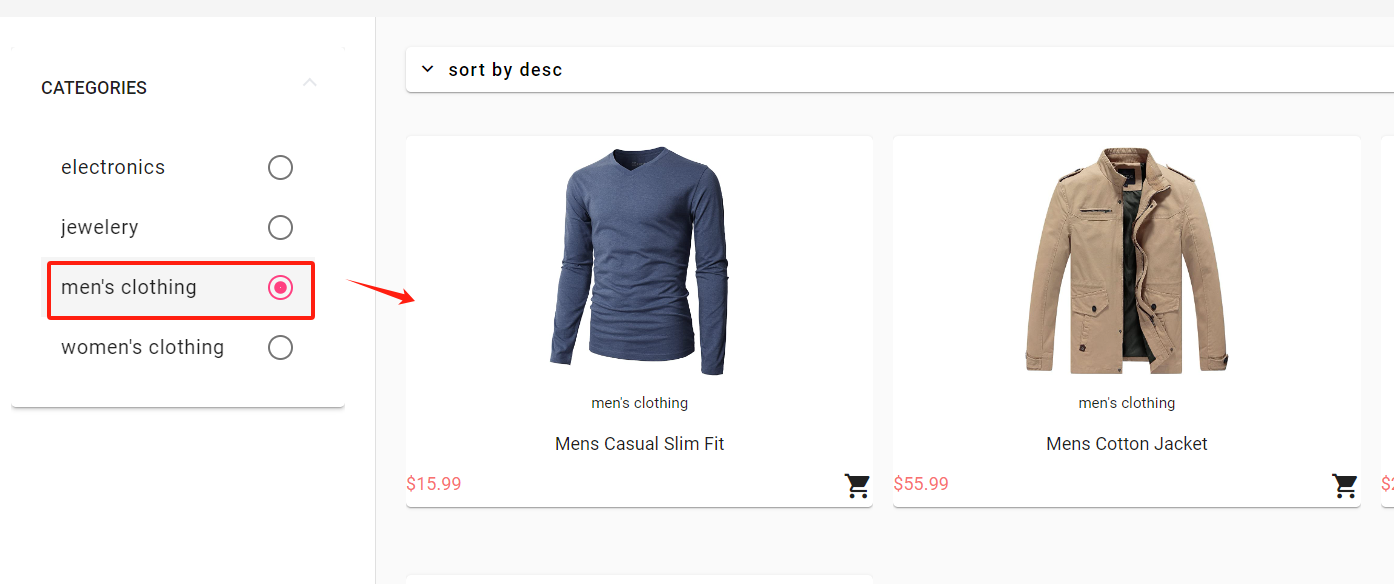 CATEGORIES
electronics
jewelery
men's clothing
women's clothing
sort by desc
men's clothing
Mens Casual Slim Fit
$15.99
men's clothing
Mens Cotton Jacket
$55.99